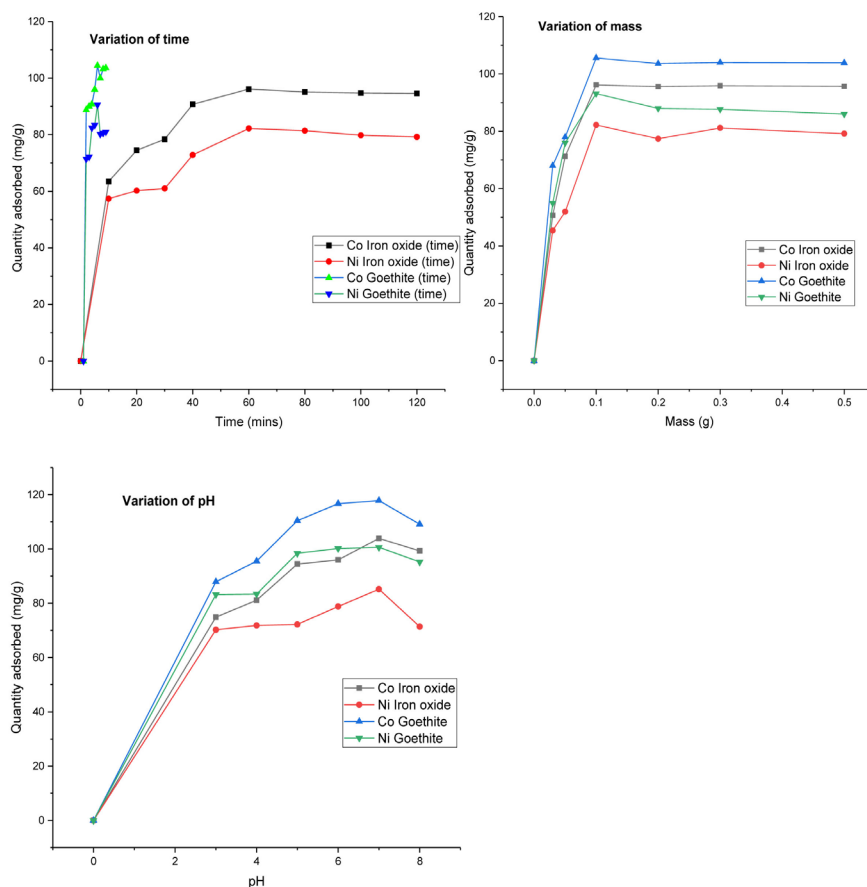 Variation of time
Quantity adsorbed (mg/g)
120
100
80
60
40
20
0
0 20 40 60 80 100 120
Time (mins)
Co Iron oxide (time)
Ni Iron oxide (time)
Co Goethite (time)
Ni Goethite (time)
Variation of mass
Quantity adsorbed (mg/g)
120
100
80
60
40
20
0
0.0 0.1 0.2 0.3 0.4 0.5
Mass (g)
Co Iron oxide
Ni Iron oxide
Co Goethite
Ni Goethite
Variation of pH
Quantity adsorbed (mg/g)
120
100
80
60
40
20
0
0 2 4 6 8
pH
Co Iron oxide
Ni Iron oxide
Co Goethite
Ni Goethite